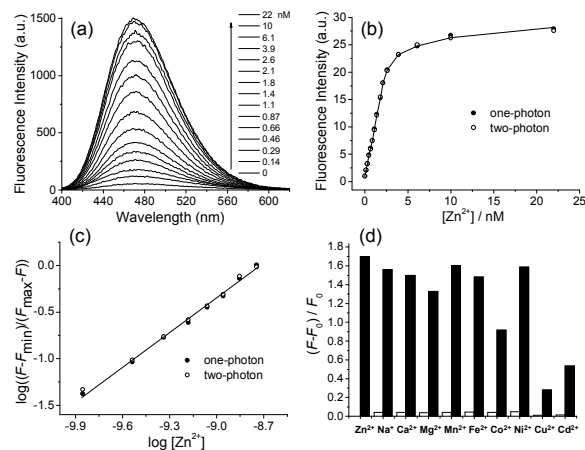 (a)
Fluorescence Intensity (a.u.)
1500
1000
500
0
400 440 480 520 560 600
Wavelength (nm)
22 nM
10
6.1
3.9
2.6
2.1
1.8
1.4
1.1
0.87
0.66
0.46
0.29
0.14
0
(b)
Fluorescence Intensity (a.u.)
30
25
20
15
10
5
0
0 5 10 15 20 25
[Zn²⁺] / nM
one-photon
two-photon
(c)
log((F-Fmin)/(Fmax-F))
0.0
-0.5
-1.0
-1.5
-9.9 -9.6 -9.3 -9.0 -8.7
log [Zn²⁺]
one-photon
two-photon
(d)
(F-F₀) / F₀
1.8
1.6
1.4
1.2
1.0
0.8
0.6
0.4
0.2
0.0
Zn²⁺ Na⁺ Ca²⁺ Mg²⁺ Mn²⁺ Fe²⁺ Co²⁺ Ni²⁺ Cu²⁺ Cd²⁺